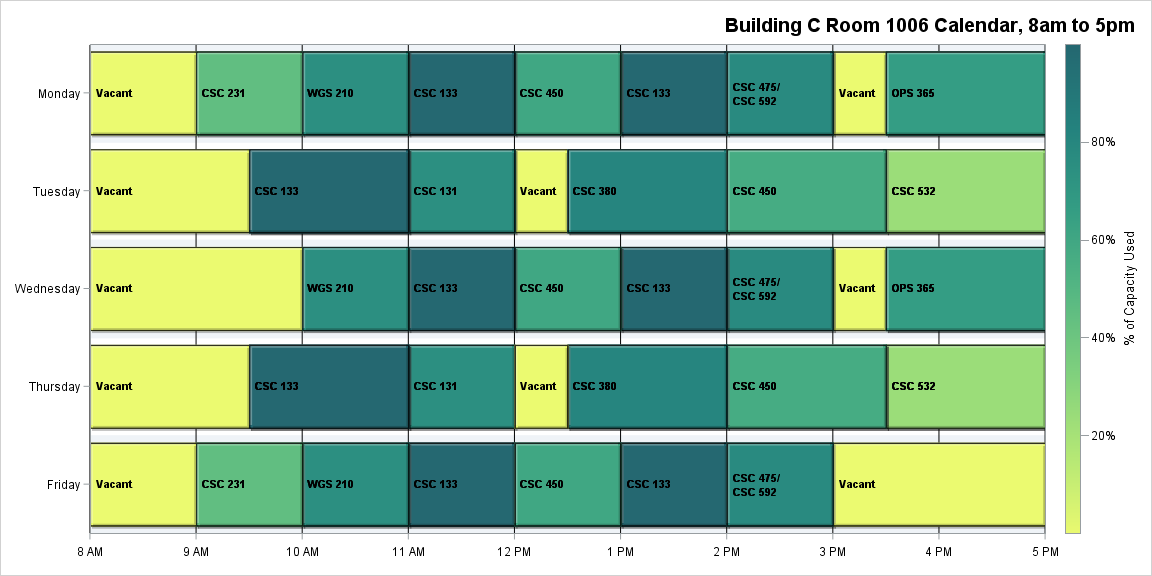 Building C Room 1006 Calendar, 8am to 5pm
Monday
Vacant
CSC 231
WGS 210
CSC 133
CSC 450
CSC 133
CSC 475/
CSC 592
Vacant
OPS 365
Tuesday
Vacant
CSC 133
CSC 131
Vacant
CSC 380
CSC 450
CSC 532
Wednesday
Vacant
WGS 210
CSC 133
CSC 450
CSC 133
CSC 475/
CSC 592
Vacant
OPS 365
Thursday
Vacant
CSC 133
CSC 131
Vacant
CSC 380
CSC 450
CSC 532
Friday
Vacant
CSC 231
WGS 210
CSC 133
CSC 450
CSC 133
CSC 475/
CSC 592
Vacant
8 AM
9 AM
10 AM
11 AM
12 PM
1 PM
2 PM
3 PM
4 PM
5 PM
80%
60%
40%
20%
% of Capacity Used